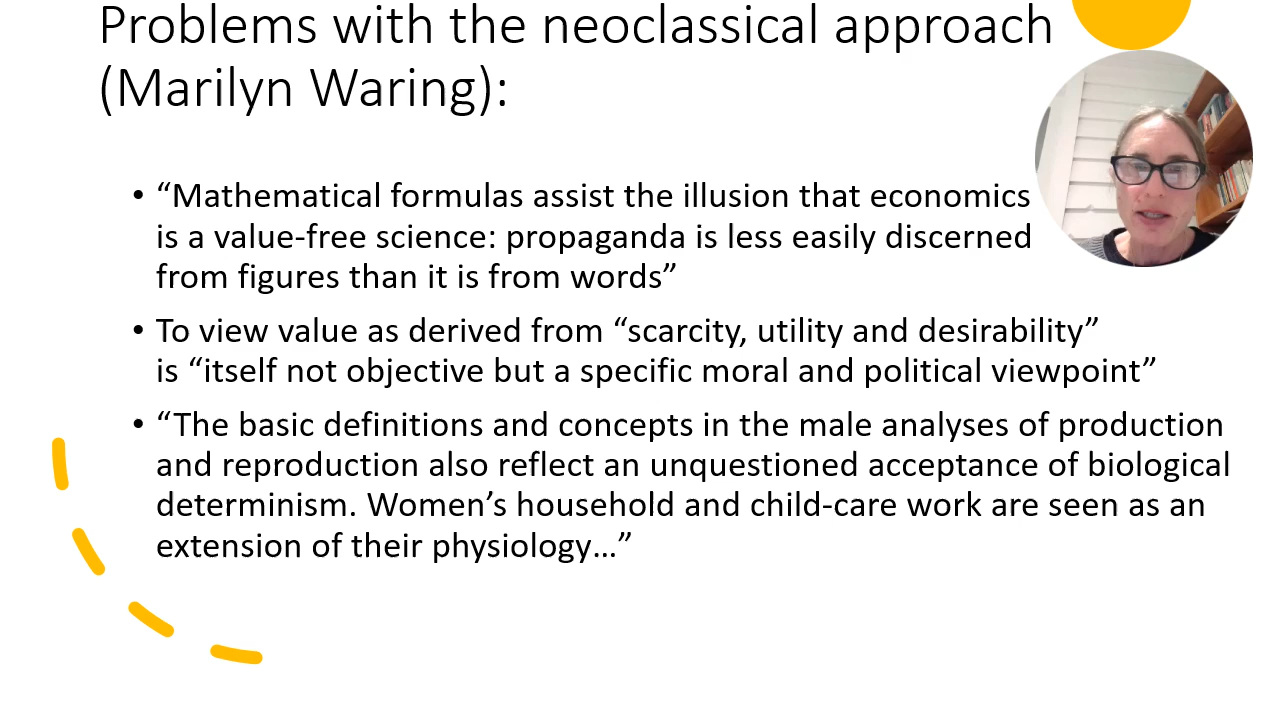 Problems with the neoclassical approach
(Marilyn Waring):
• “Mathematical formulas assist the illusion that economics
is a value-free science: propaganda is less easily discerned
from figures than it is from words”
• To view value as derived from “scarcity, utility and desirability”
is “itself not objective but a specific moral and political viewpoint”
• “The basic definitions and concepts in the male analyses of production
and reproduction also reflect an unquestioned acceptance of biological
determinism. Women’s household and child-care work are seen as an
extension of their physiology…”